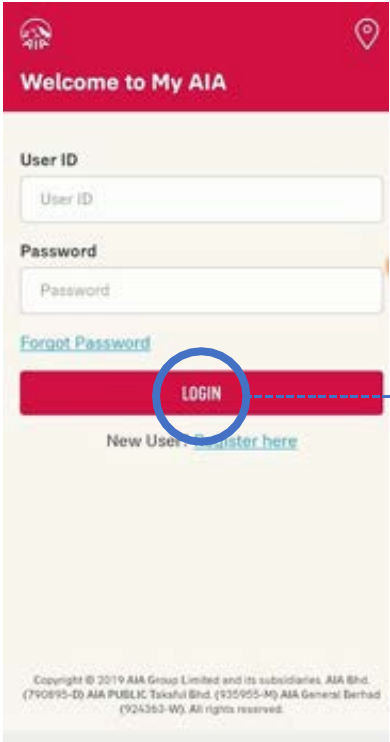 AIA
Welcome to My AIA
User ID
User ID
Password
Password
Forgot Password
LOGIN
New User? Register here
Copyright © 2019 AIA Group Limited and its subsidiaries. AIA Bhd.
(790895-D) AIA PUBLIC Takaful Bhd. (935955-M) AIA General Berhad
(924363-W). All rights reserved.